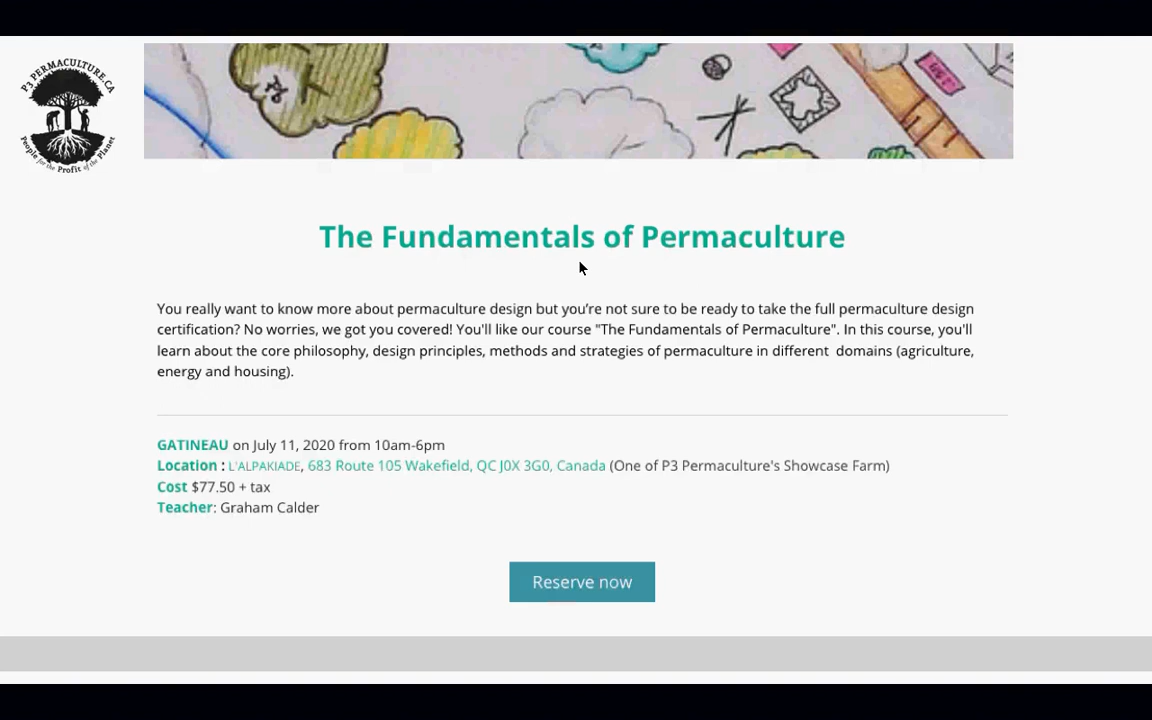 P3 PERMACULTURE.CA
People for the Profit of the Planet
The Fundamentals of Permaculture
You really want to know more about permaculture design but you're not sure to be ready to take the full permaculture design
certification? No worries, we got you covered! You'll like our course "The Fundamentals of Permaculture". In this course, you'll
learn about the core philosophy, design principles, methods and strategies of permaculture in different  domains (agriculture,
energy and housing).
GATINEAU on July 11, 2020 from 10am-6pm
Location : L'ALPAKIADE, 683 Route 105 Wakefield, QC J0X 3G0, Canada (One of P3 Permaculture's Showcase Farm)
Cost $77.50 + tax
Teacher: Graham Calder
Reserve now